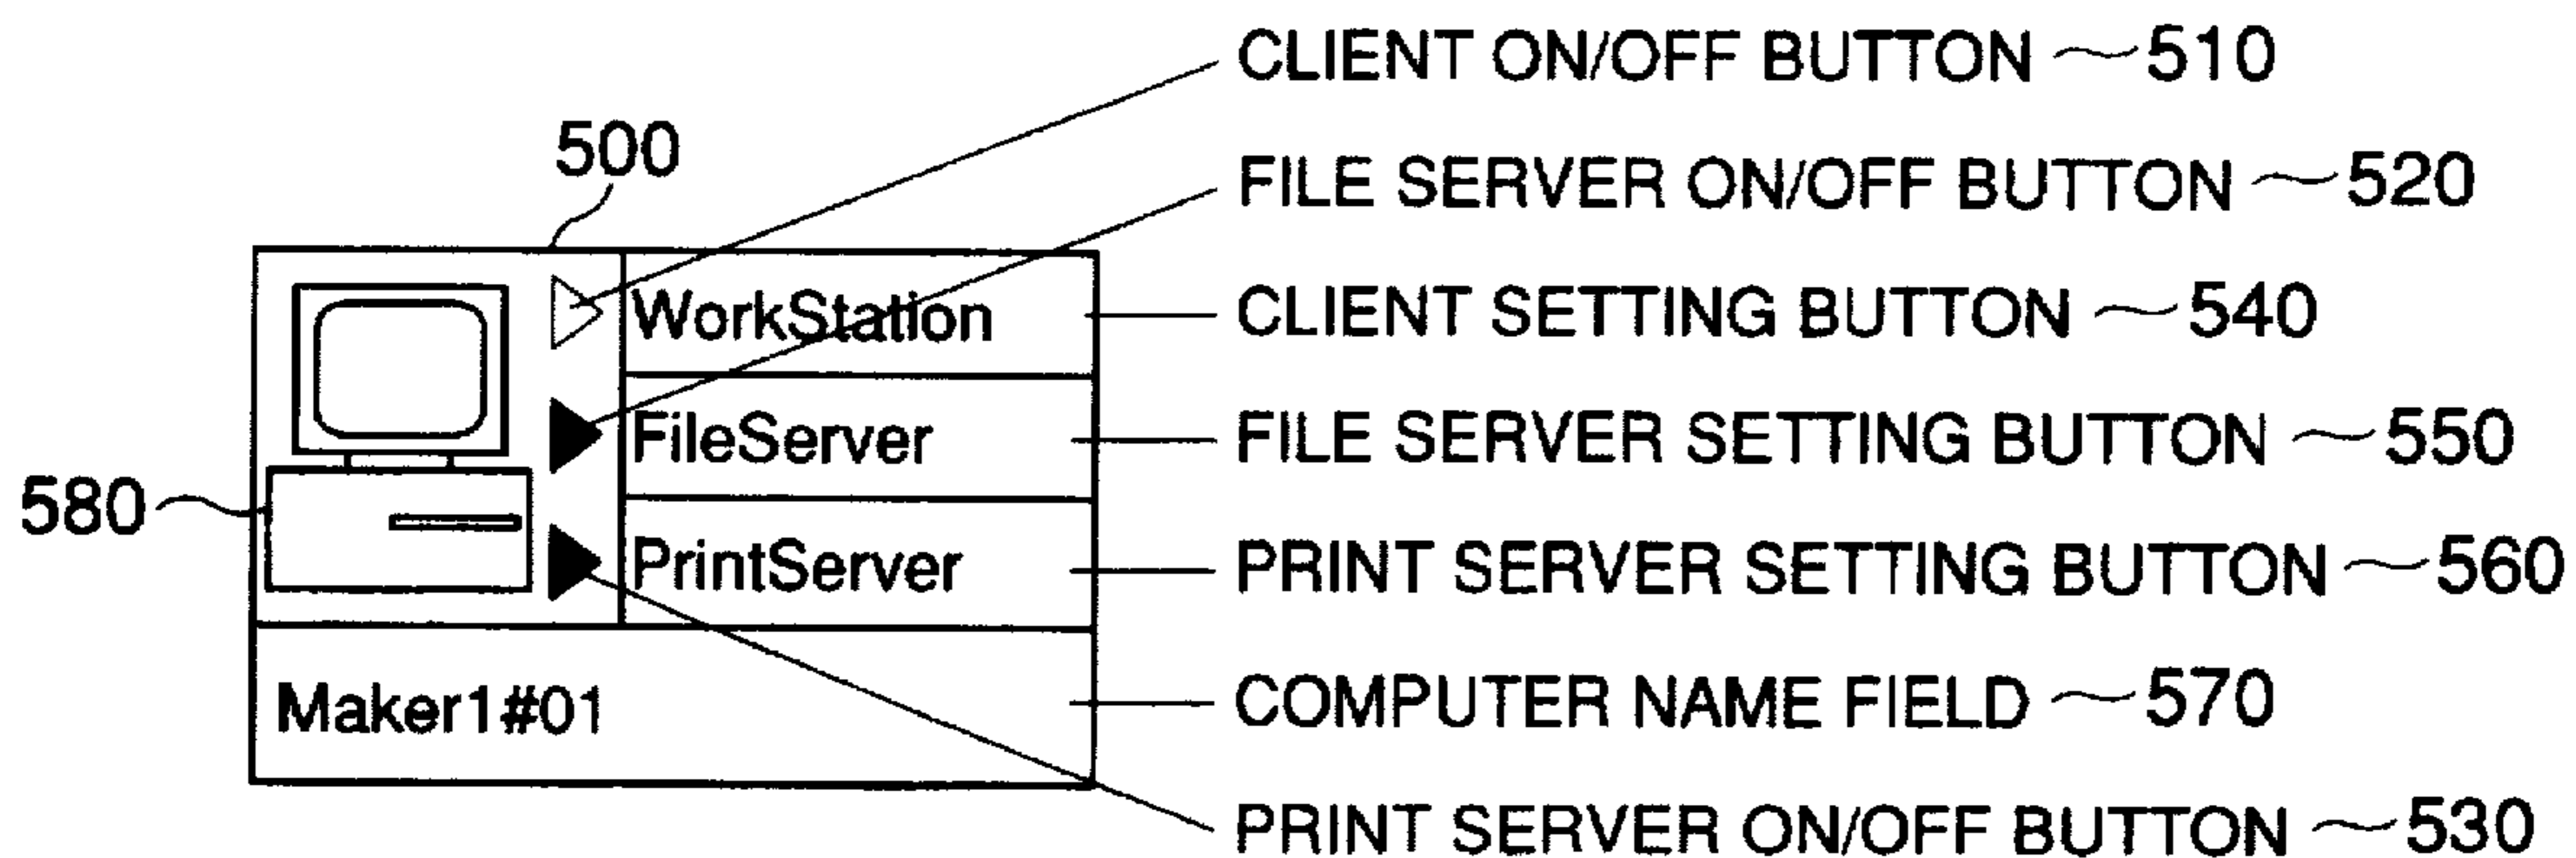 CLIENT ON/OFF BUTTON 510
500
FILE SERVER ON/OFF BUTTON 520
WorkStation
CLIENT SETTING BUTTON 540
FileServer
FILE SERVER SETTING BUTTON 550
580
PrintServer
PRINT SERVER SETTING BUTTON 560
Maker1#01
COMPUTER NAME FIELD 570
PRINT SERVER ON/OFF BUTTON 530